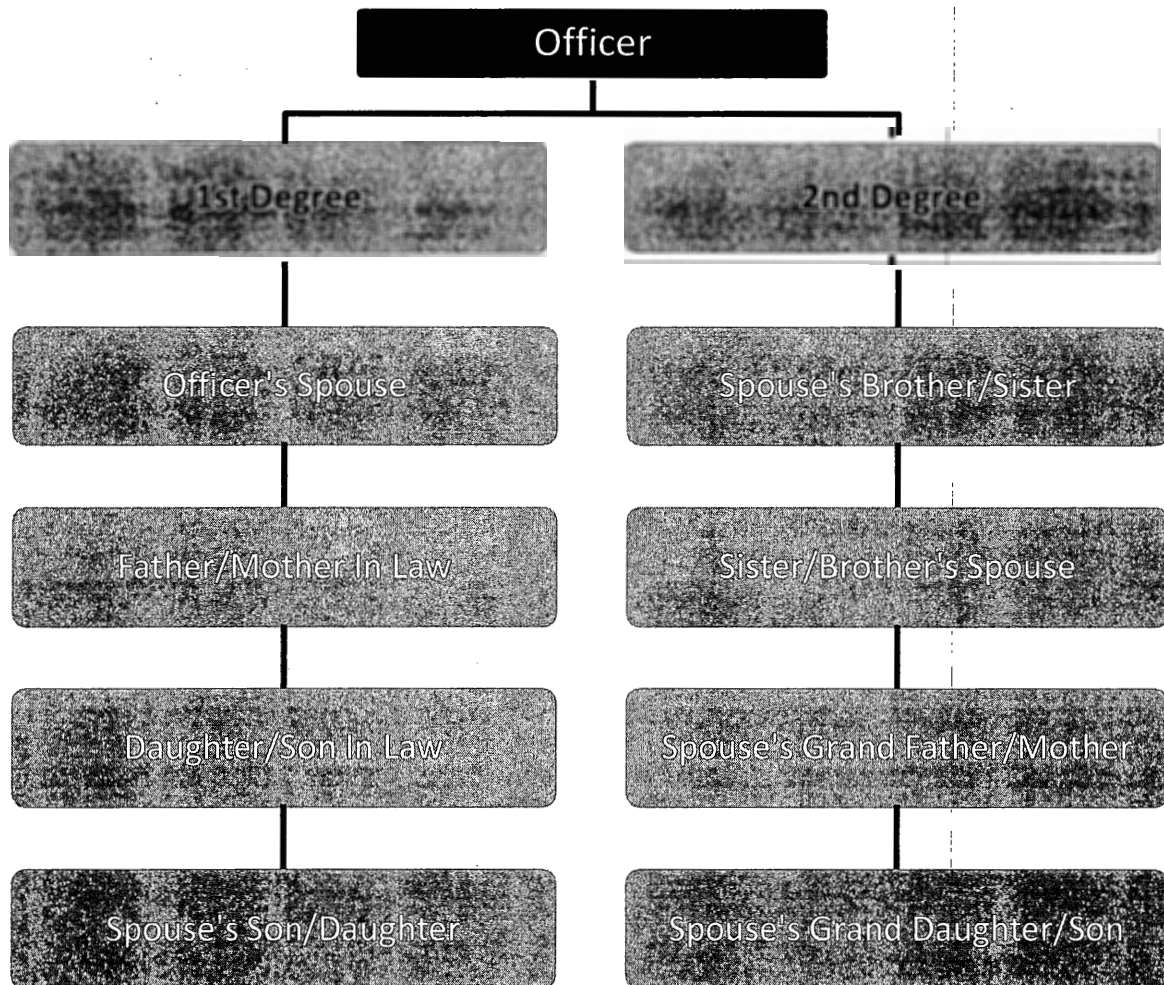 Officer
1st Degree
2nd Degree
Officer's Spouse
Spouse's Brother/Sister
Father/Mother In Law
Sister/Brother's Spouse
Daughter/Son In Law
Spouse's Grand Father/Mother
Spouse's Son/Daughter
Spouse's Grand Daughter/Son